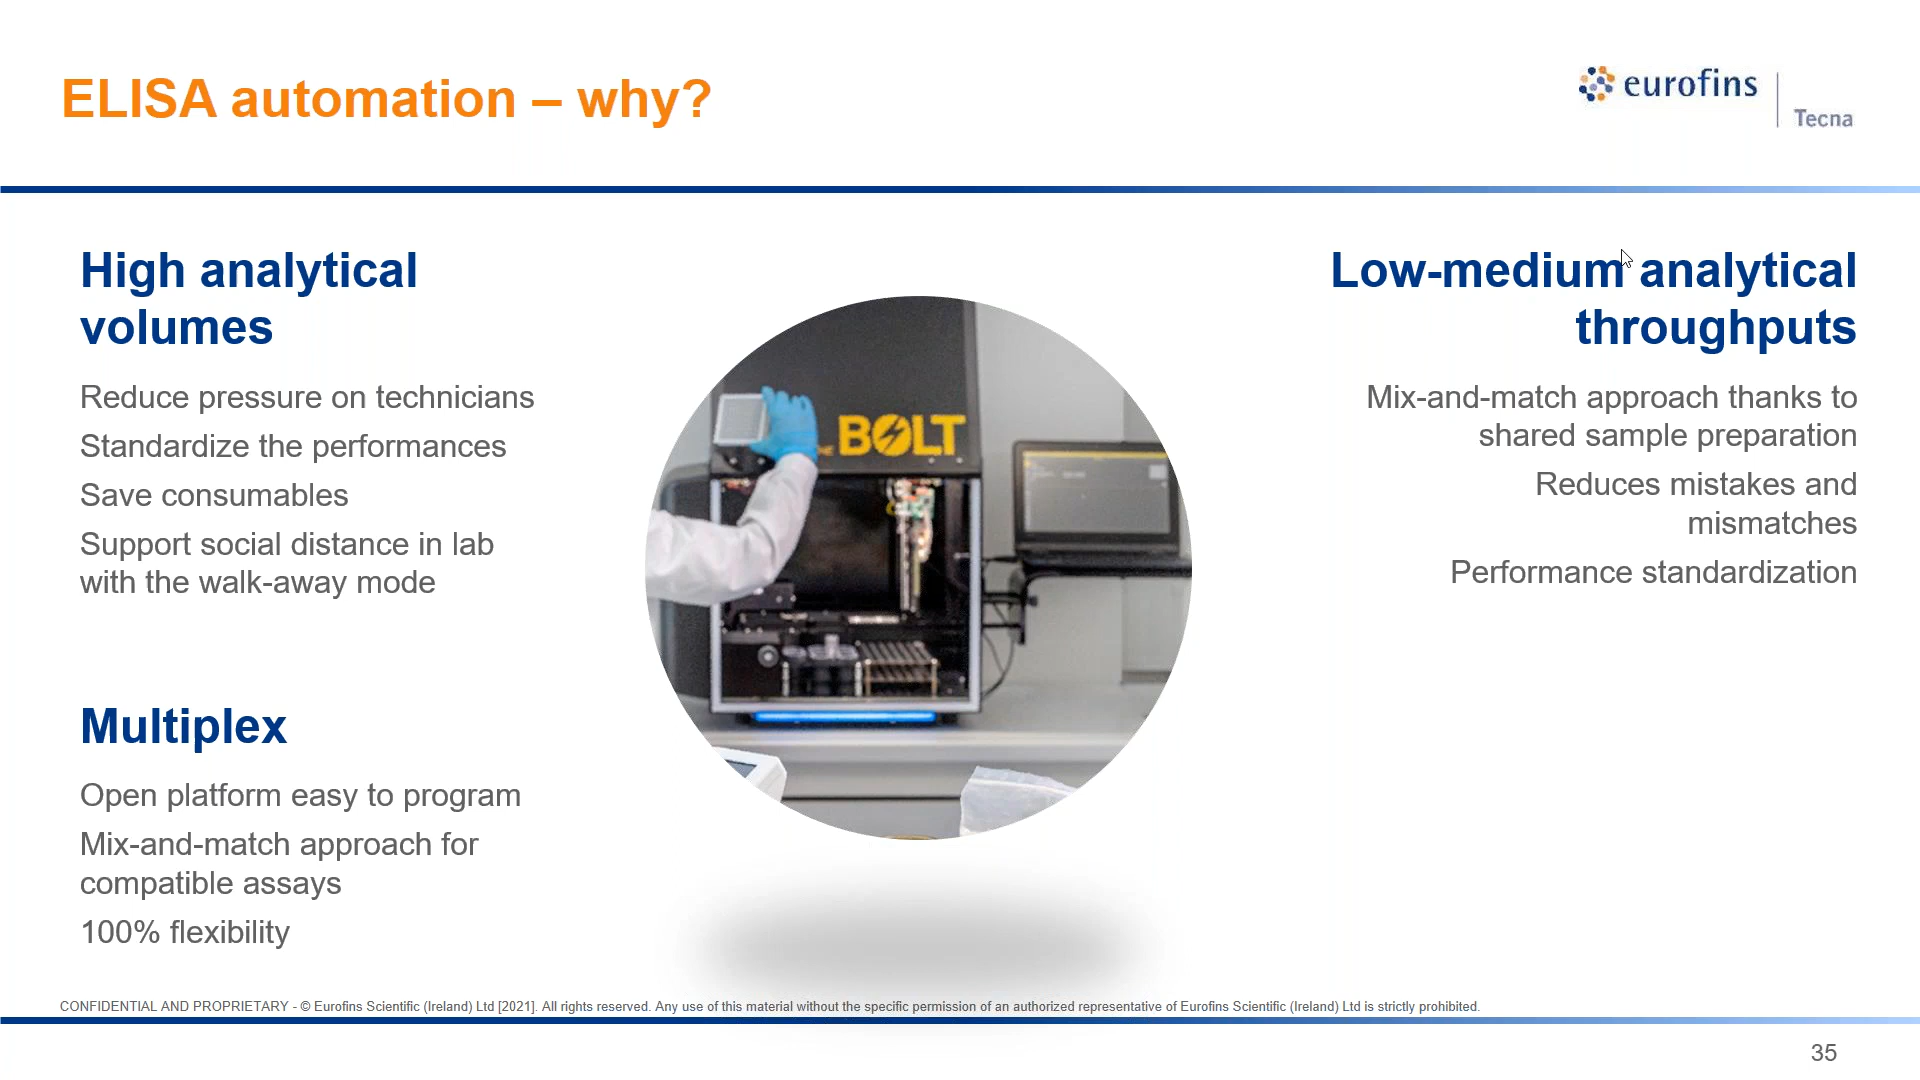 ELISA automation – why?
eurofins
Tecna
High analytical
volumes
Reduce pressure on technicians
Standardize the performances
Save consumables
Support social distance in lab
with the walk-away mode
Multiplex
Open platform easy to program
Mix-and-match approach for
compatible assays
100% flexibility
THE BOLT
Low-medium analytical
throughputs
Mix-and-match approach thanks to
shared sample preparation
Reduces mistakes and
mismatches
Performance standardization
CONFIDENTIAL AND PROPRIETARY - © Eurofins Scientific (Ireland) Ltd [2021]. All rights reserved. Any use of this material without the specific permission of an authorized representative of Eurofins Scientific (Ireland) Ltd is strictly prohibited.
35